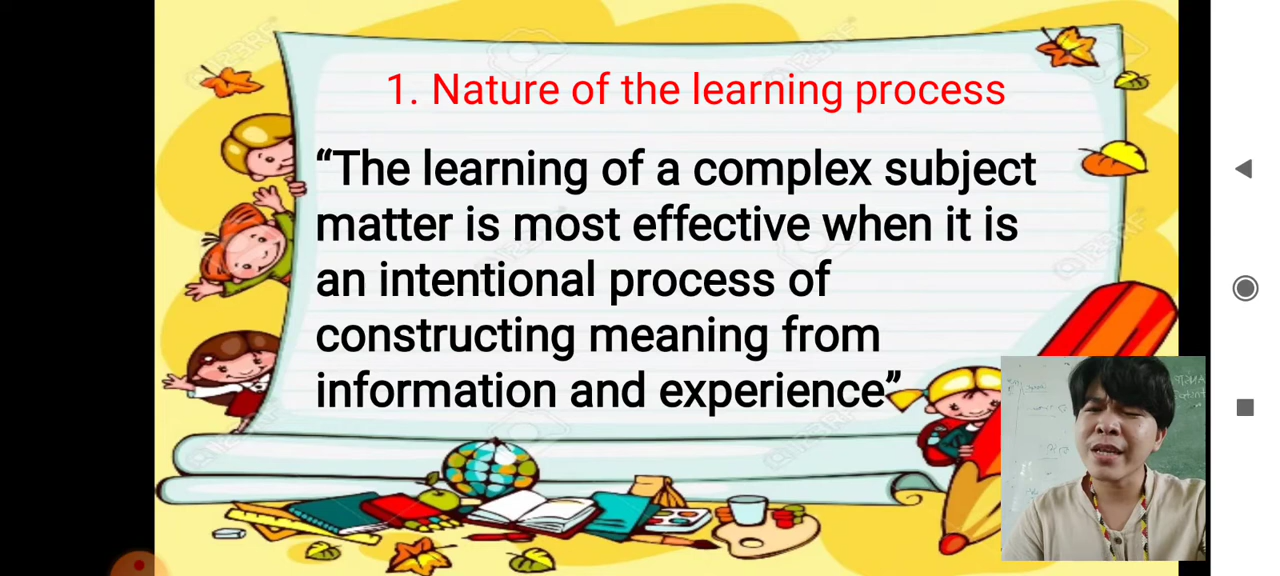 1. Nature of the learning process
“The learning of a complex subject
matter is most effective when it is
an intentional process of
constructing meaning from
information and experience”